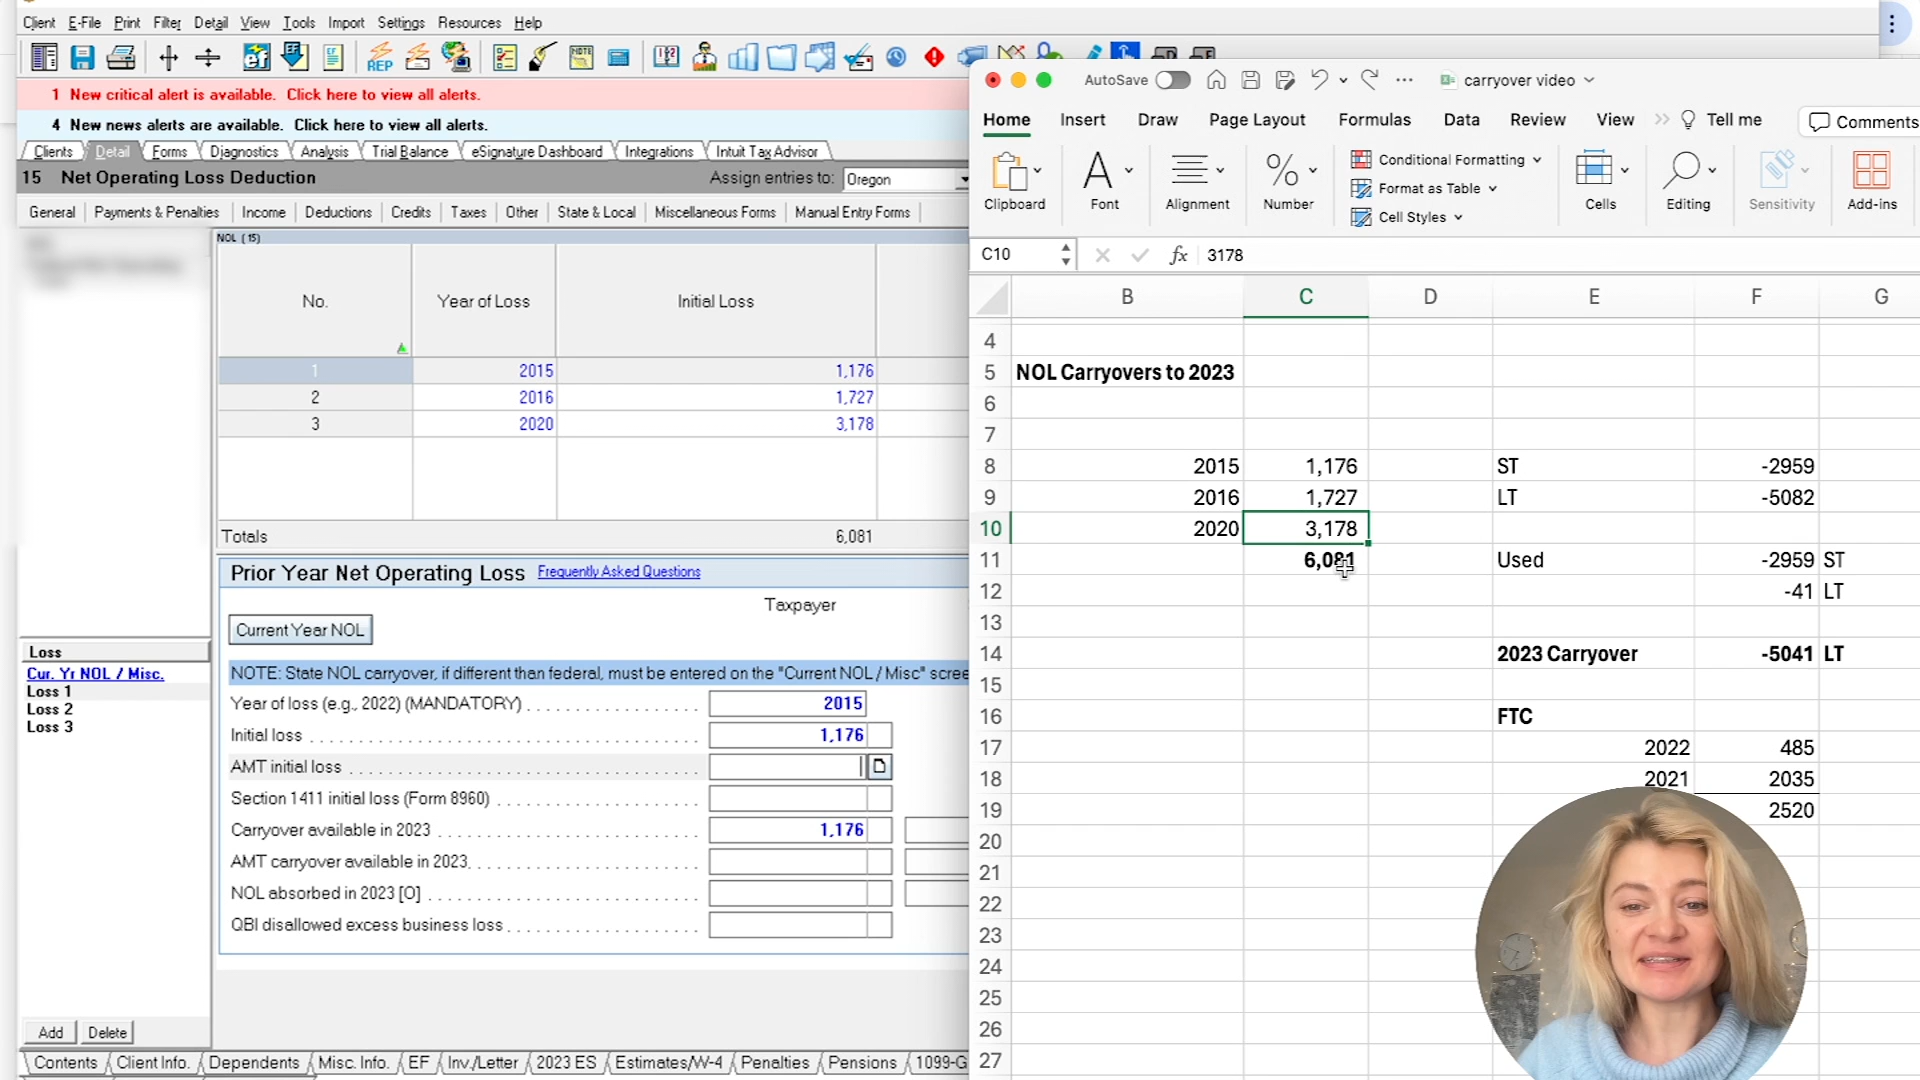 Client E-File Print Filter Detail View Tools Import Settings Resources Help
REP
EF
NOTE
1 New critical alert is available. Click here to view all alerts.
4 New news alerts are available. Click here to view all alerts.
Clients Detail Forms Diagnostics Analysis Trial Balance eSignature Dashboard Integrations Intuit Tax Advisor
15 Net Operating Loss Deduction
Assign entries to: Oregon
General Payments & Penalties Income Deductions Credits Taxes Other State & Local Miscellaneous Forms Manual Entry Forms
NOL (15)
No. Year of Loss Initial Loss
1 2015 1,176
2 2016 1,727
3 2020 3,178
Totals 6,081
Prior Year Net Operating Loss Frequently Asked Questions
Taxpayer
Current Year NOL
NOTE: State NOL carryover, if different than federal, must be entered on the "Current NOL / Misc" scree
Year of loss (e.g., 2022) (MANDATORY) 2015
Initial loss 1,176
AMT initial loss
Section 1411 initial loss (Form 8960)
Carryover available in 2023 1,176
AMT carryover available in 2023
NOL absorbed in 2023 [O]
QBI disallowed excess business loss
Loss
Cur. Yr NOL / Misc.
Loss 1
Loss 2
Loss 3
Add Delete
Contents Client Info. Dependents Misc. Info. EF Inv./Letter 2023 ES Estimates/W-4 Penalties Pensions 1099-G
AutoSave carryover video
Home Insert Draw Page Layout Formulas Data Review View Tell me Comments
Clipboard Font Alignment Number
Conditional Formatting
Format as Table
Cell Styles
Cells Editing Sensitivity Add-ins
C10 fx 3178
B C D E F G
4
5 NOL Carryovers to 2023
6
7
8 2015 1,176 ST -2959
9 2016 1,727 LT -5082
10 2020 3,178
11 6,081 Used -2959 ST
12 -41 LT
13
14 2023 Carryover -5041 LT
15
16 FTC
17 2022 485
18 2021 2035
19 2520
20
21
22
23
24
25
26
27